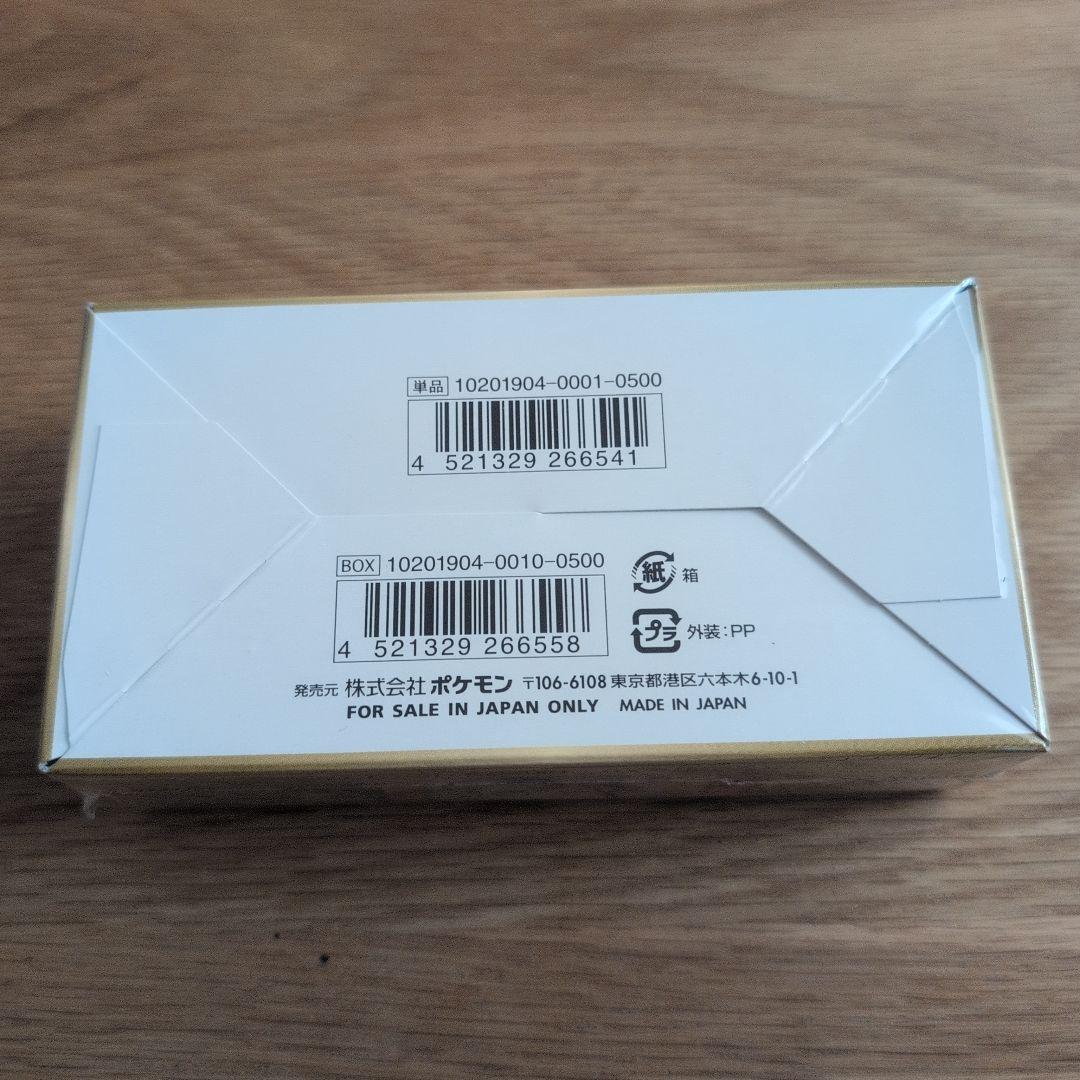 単品 10201904-0001-0500
4 521329 266541
BOX 10201904-0010-0500
4 521329 266558
紙 箱
プラ 外装:PP
発売元 株式会社ポケモン 〒106-6108 東京都港区六本木6-10-1
FOR SALE IN JAPAN ONLY MADE IN JAPAN